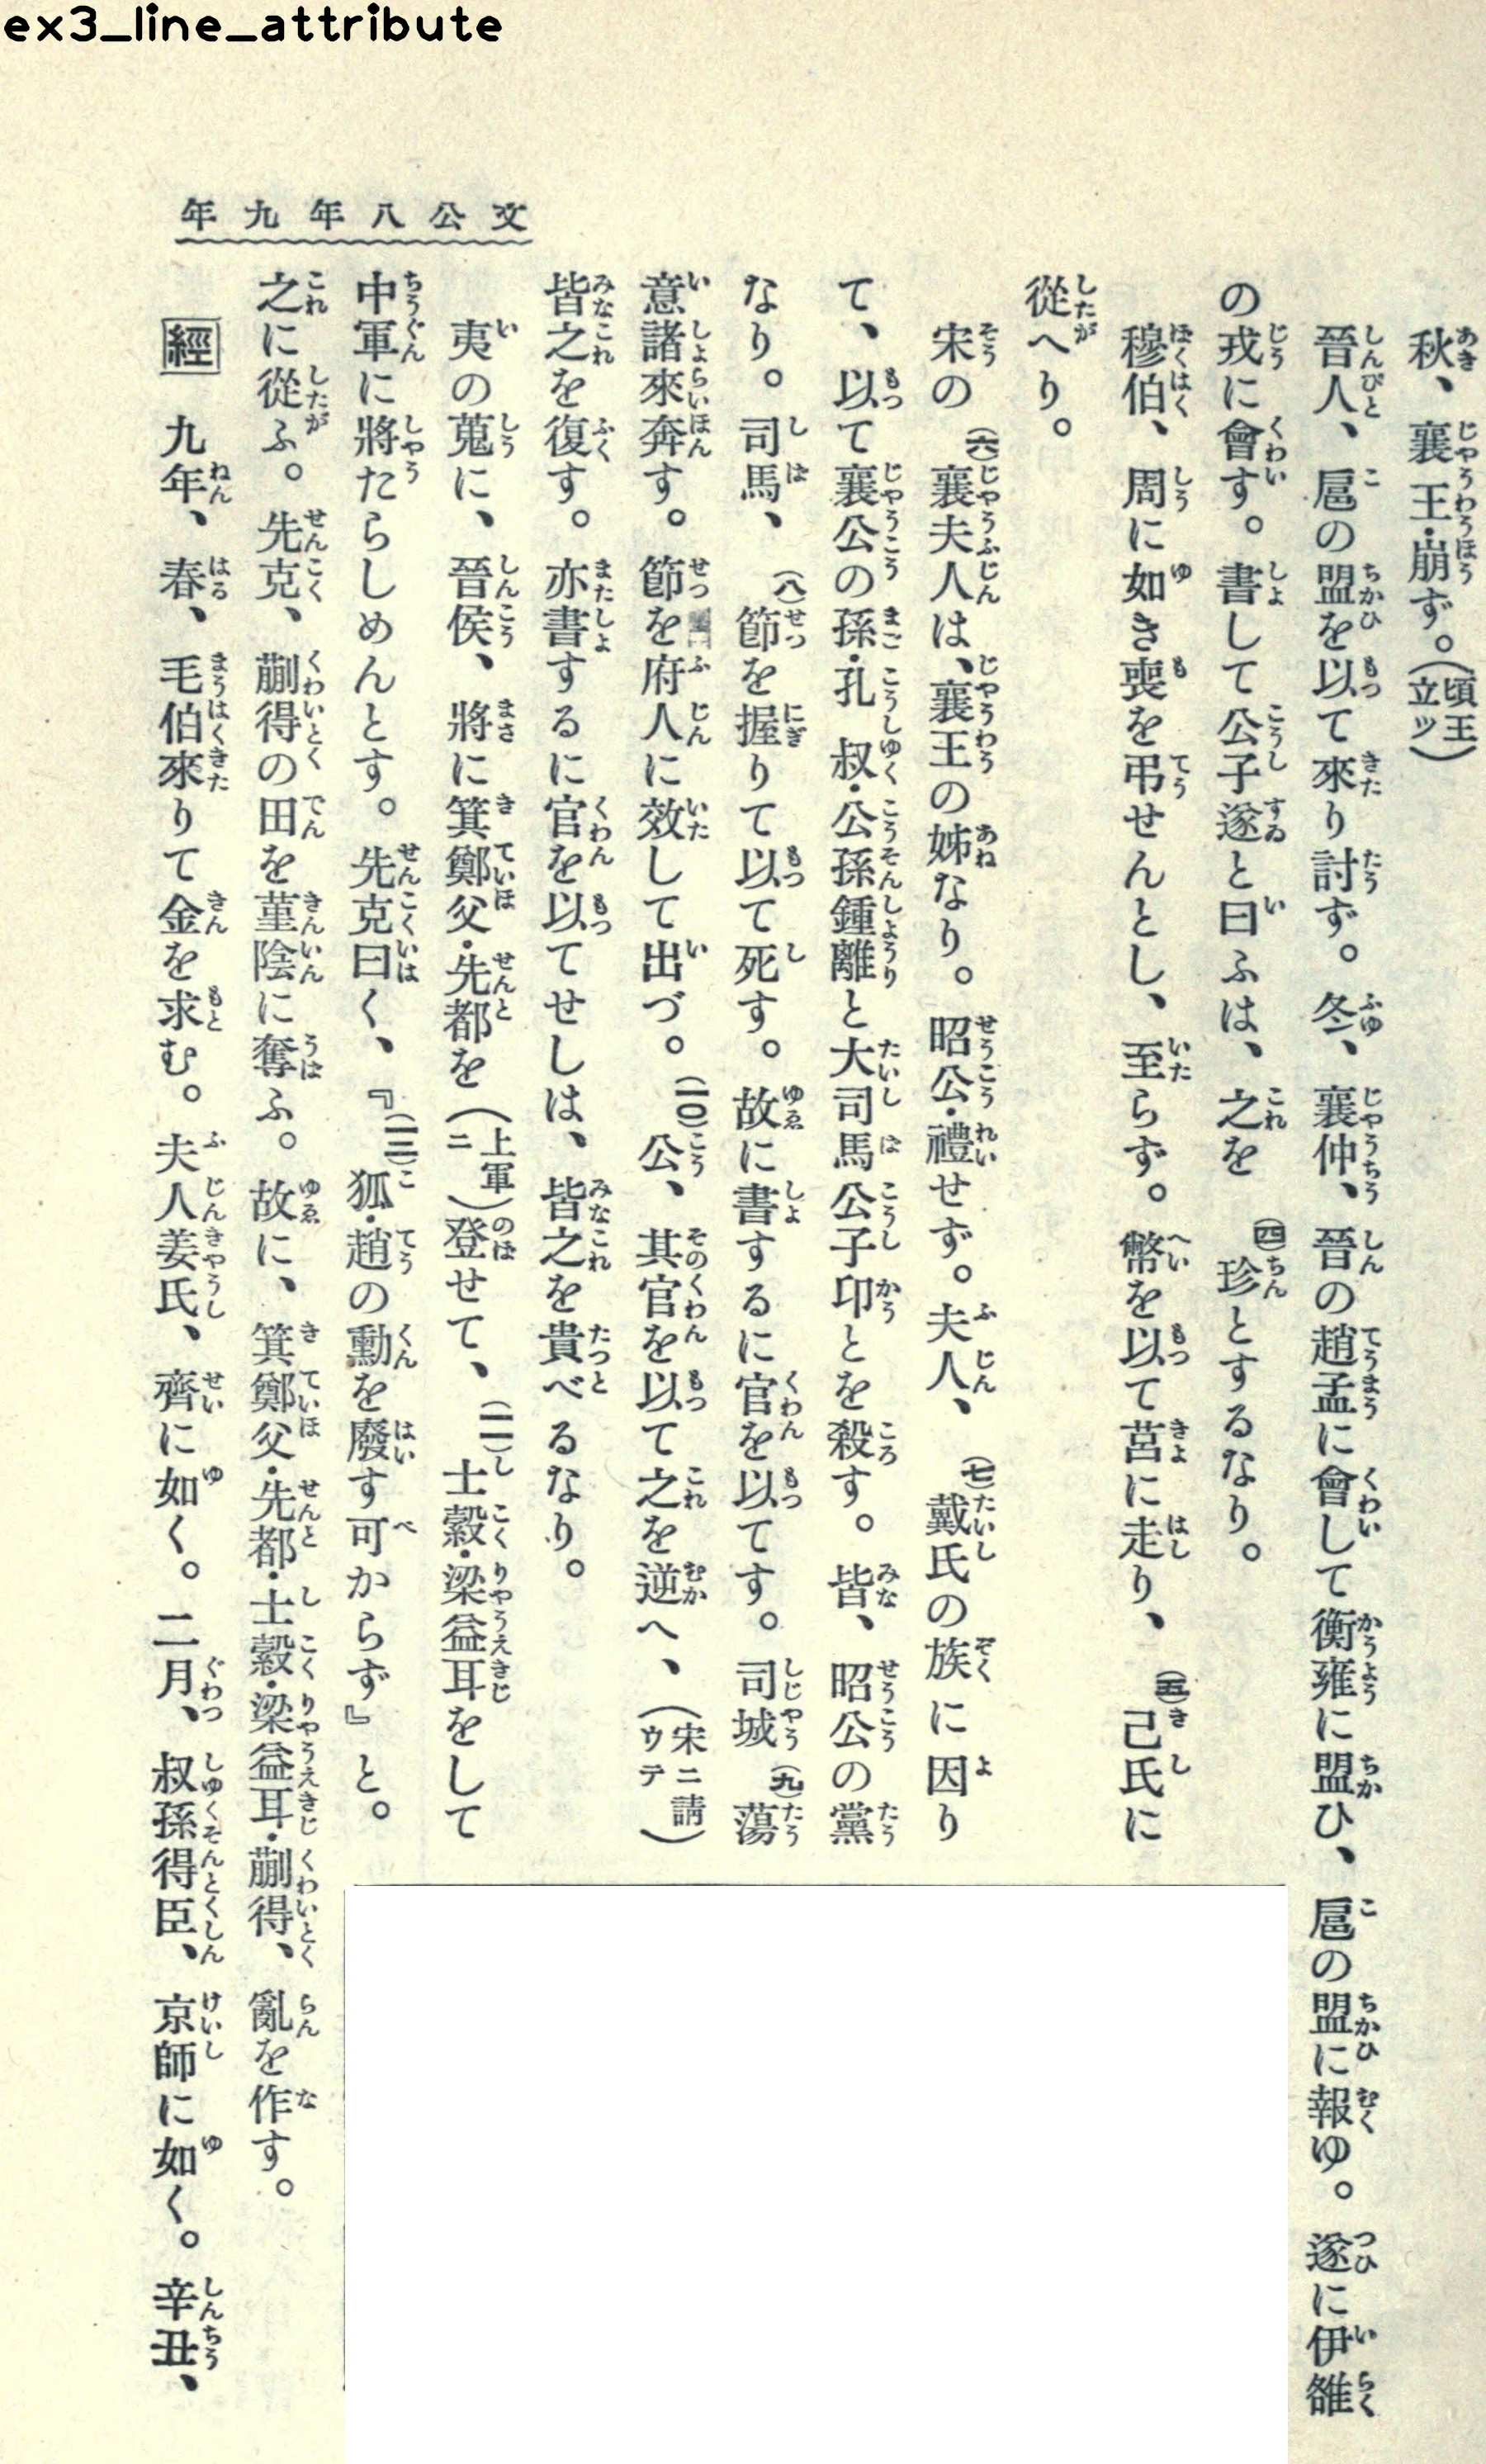 ex3_line_attribute
文公八年九年
秋、襄王・崩ず。(頃王立ッ)
晉人、扈の盟を以て來り討ず。冬、襄仲、晉の趙孟に會して衡雍に盟ひ、扈の盟に報ゆ。遂に伊雒
の戎に會す。書して公子遂と曰ふは、之を㈣珍とするなり。
穆伯、周に如き喪を弔せんとし、至らず。幣を以て莒に走り、㈤己氏に
從へり。
宋の㈥襄夫人は、襄王の姊なり。昭公・禮せず。夫人、㈦戴氏の族に因り
て、以て襄公の孫・孔叔・公孫鍾離と大司馬公子印とを殺す。皆、昭公の黨
なり。司馬、㈧節を握りて以て死す。故に書するに官を以てす。司城㈨蕩
意諸來奔す。節を府人に效して出づ。(一〇)公、其官を以て之を逆へ、(宋ニ請ウテ)
皆之を復す。亦書するに官を以てせしは、皆之を貴べるなり。
夷の蒐に、晉侯、將に箕鄭父・先都を(上軍ニ)登せて、(一一)士縠・梁益耳をして
中軍に將たらしめんとす。先克曰く、『(一二)狐・趙の勳を廢す可からず』と。
之に從ふ。先克、蒯得の田を堇陰に奪ふ。故に、箕鄭父・先都・士縠・梁益耳・蒯得、亂を作す。
經 九年、春、毛伯來りて金を求む。夫人姜氏、齊に如く。二月、叔孫得臣、京師に如く。辛丑、